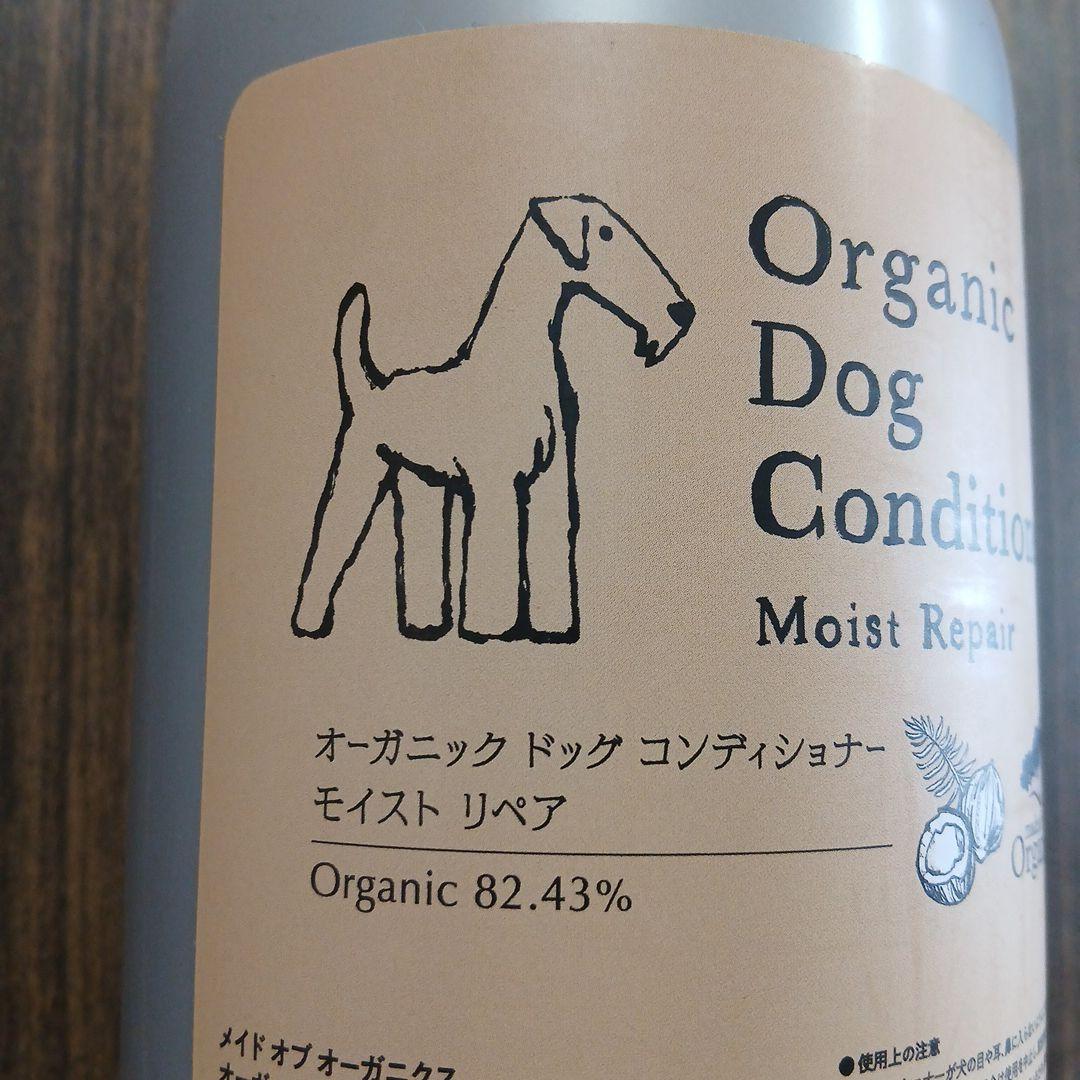 Organic
Dog
Condition
Moist Repair
オーガニック ドッグ コンディショナー
モイスト リペア
Organic 82.43%
メイド オブ オーガニクス
●使用上の注意